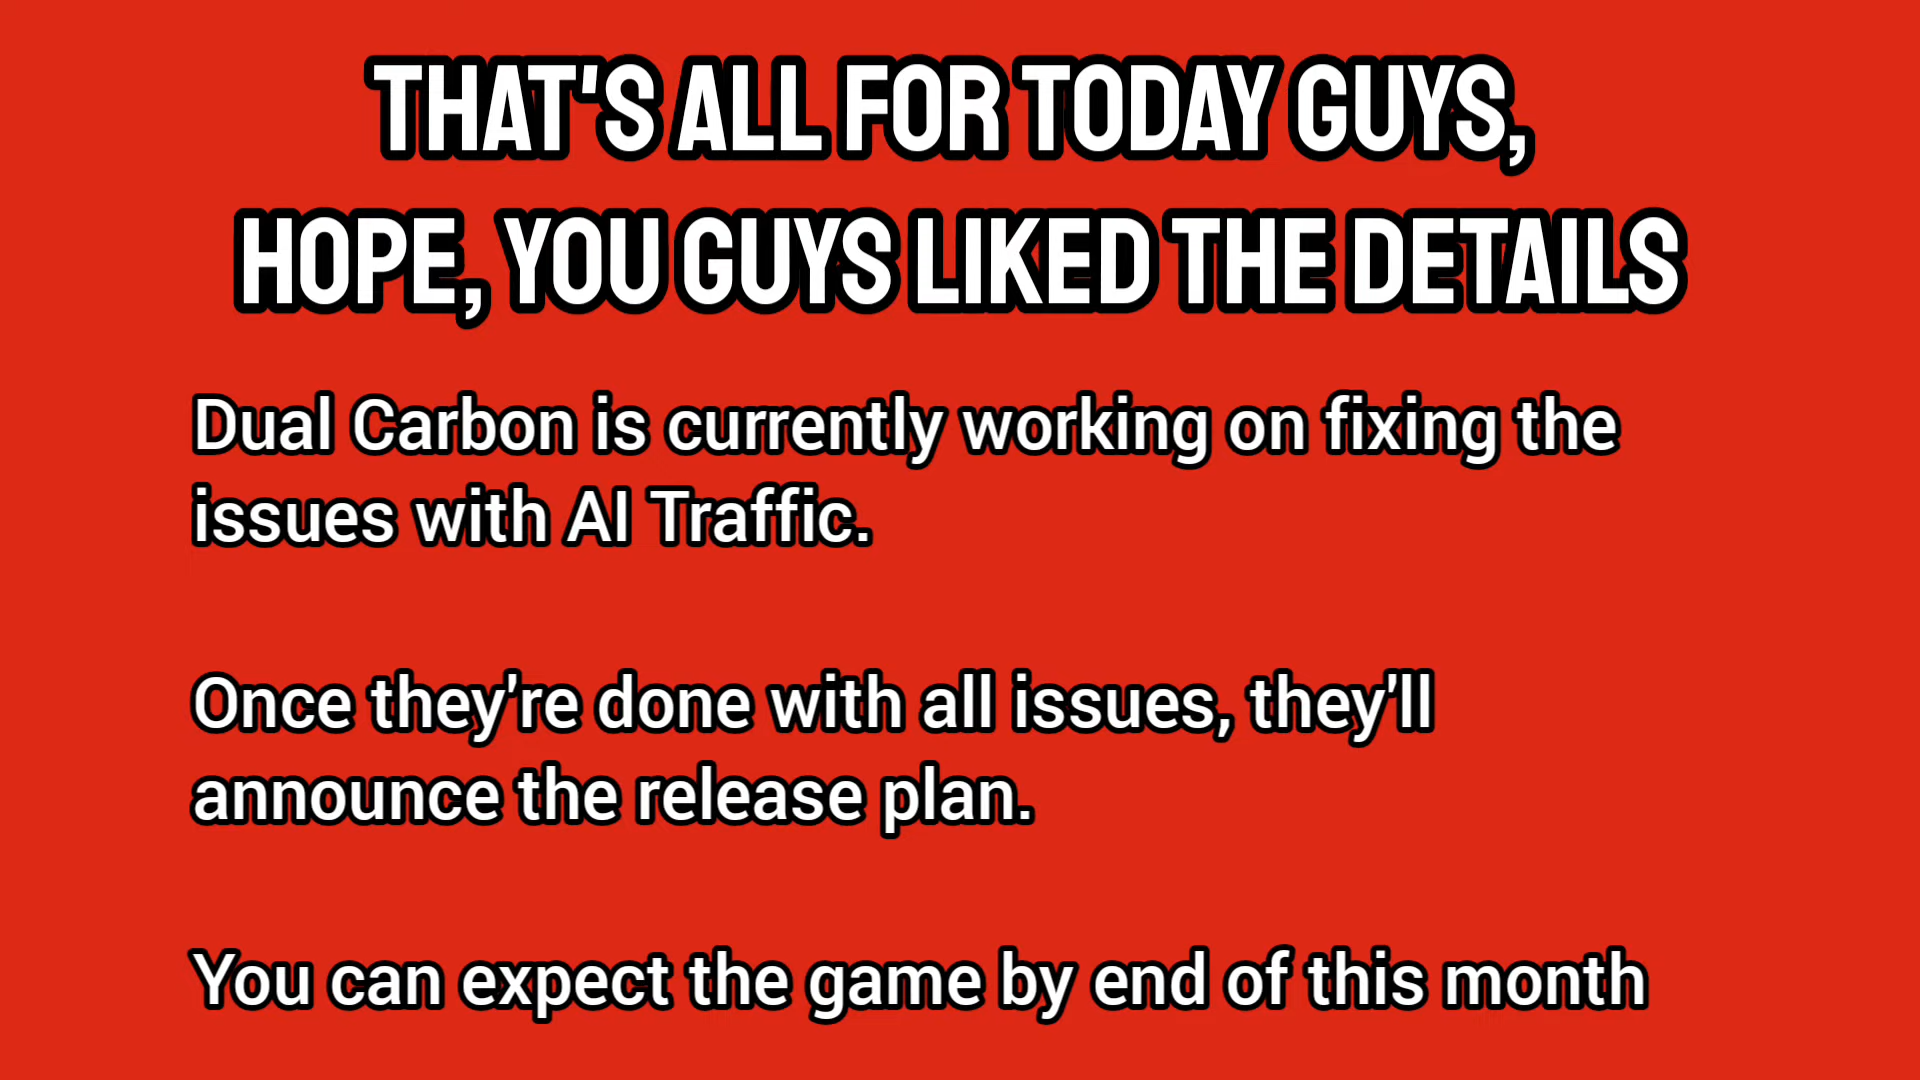 THAT'S ALL FOR TODAY GUYS,
HOPE, YOU GUYS LIKED THE DETAILS
Dual Carbon is currently working on fixing the
issues with AI Traffic.
Once they're done with all issues, they'll
announce the release plan.
You can expect the game by end of this month